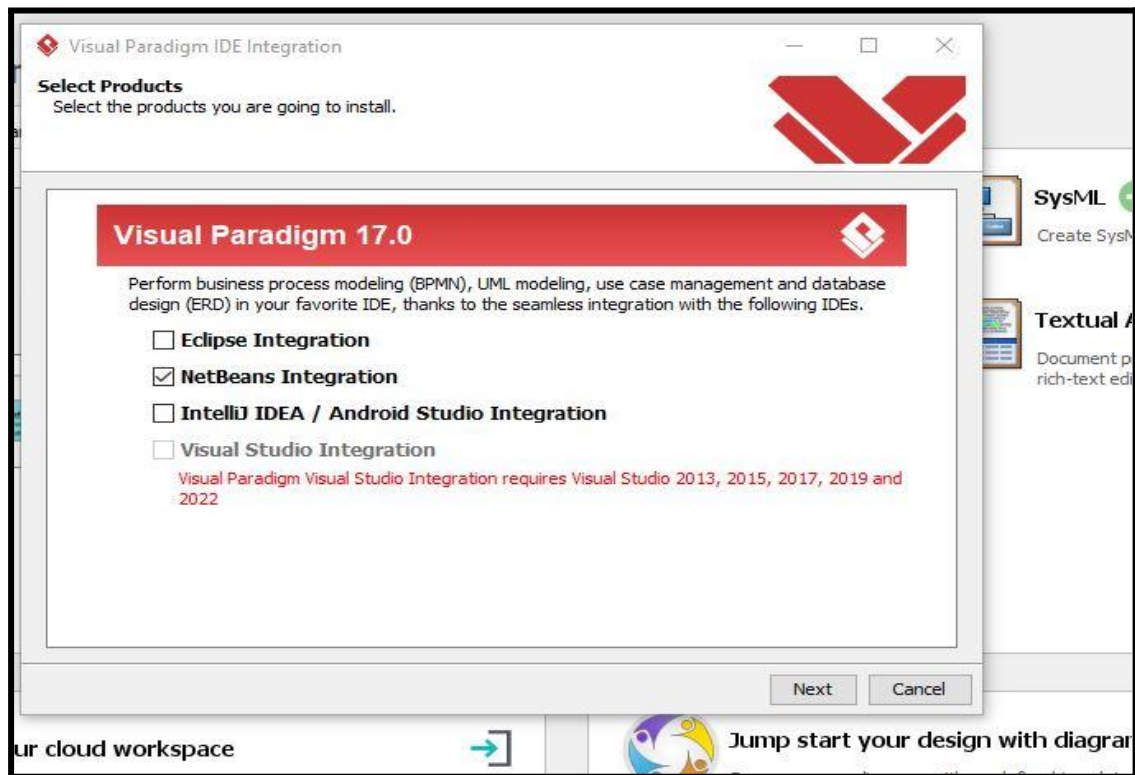 Visual Paradigm IDE Integration
Select Products
Select the products you are going to install.
Visual Paradigm 17.0
Perform business process modeling (BPMN), UML modeling, use case management and database
design (ERD) in your favorite IDE, thanks to the seamless integration with the following IDEs.
Eclipse Integration
NetBeans Integration
IntelliJ IDEA / Android Studio Integration
Visual Studio Integration
Visual Paradigm Visual Studio Integration requires Visual Studio 2013, 2015, 2017, 2019 and
2022
Next
Cancel
SysML
Create
Textual
Document
rich-text
cloud workspace
Jump start your design with